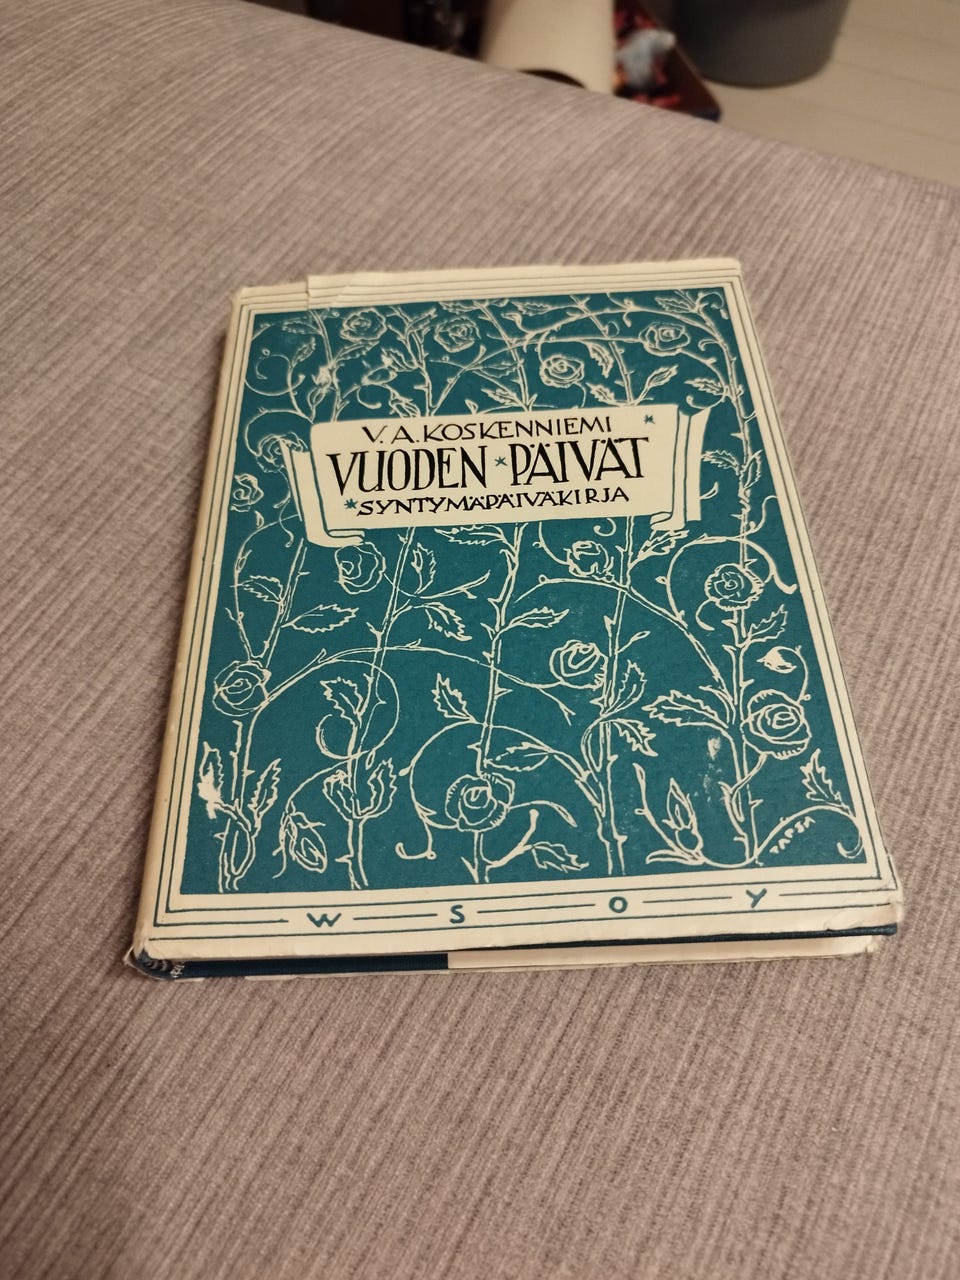 V. A. KOSKENNIEMI
VUODEN * PÄIVÄT
* SYNTYMÄPÄIVÄKIRJA
TAPSA
W — S — O — Y